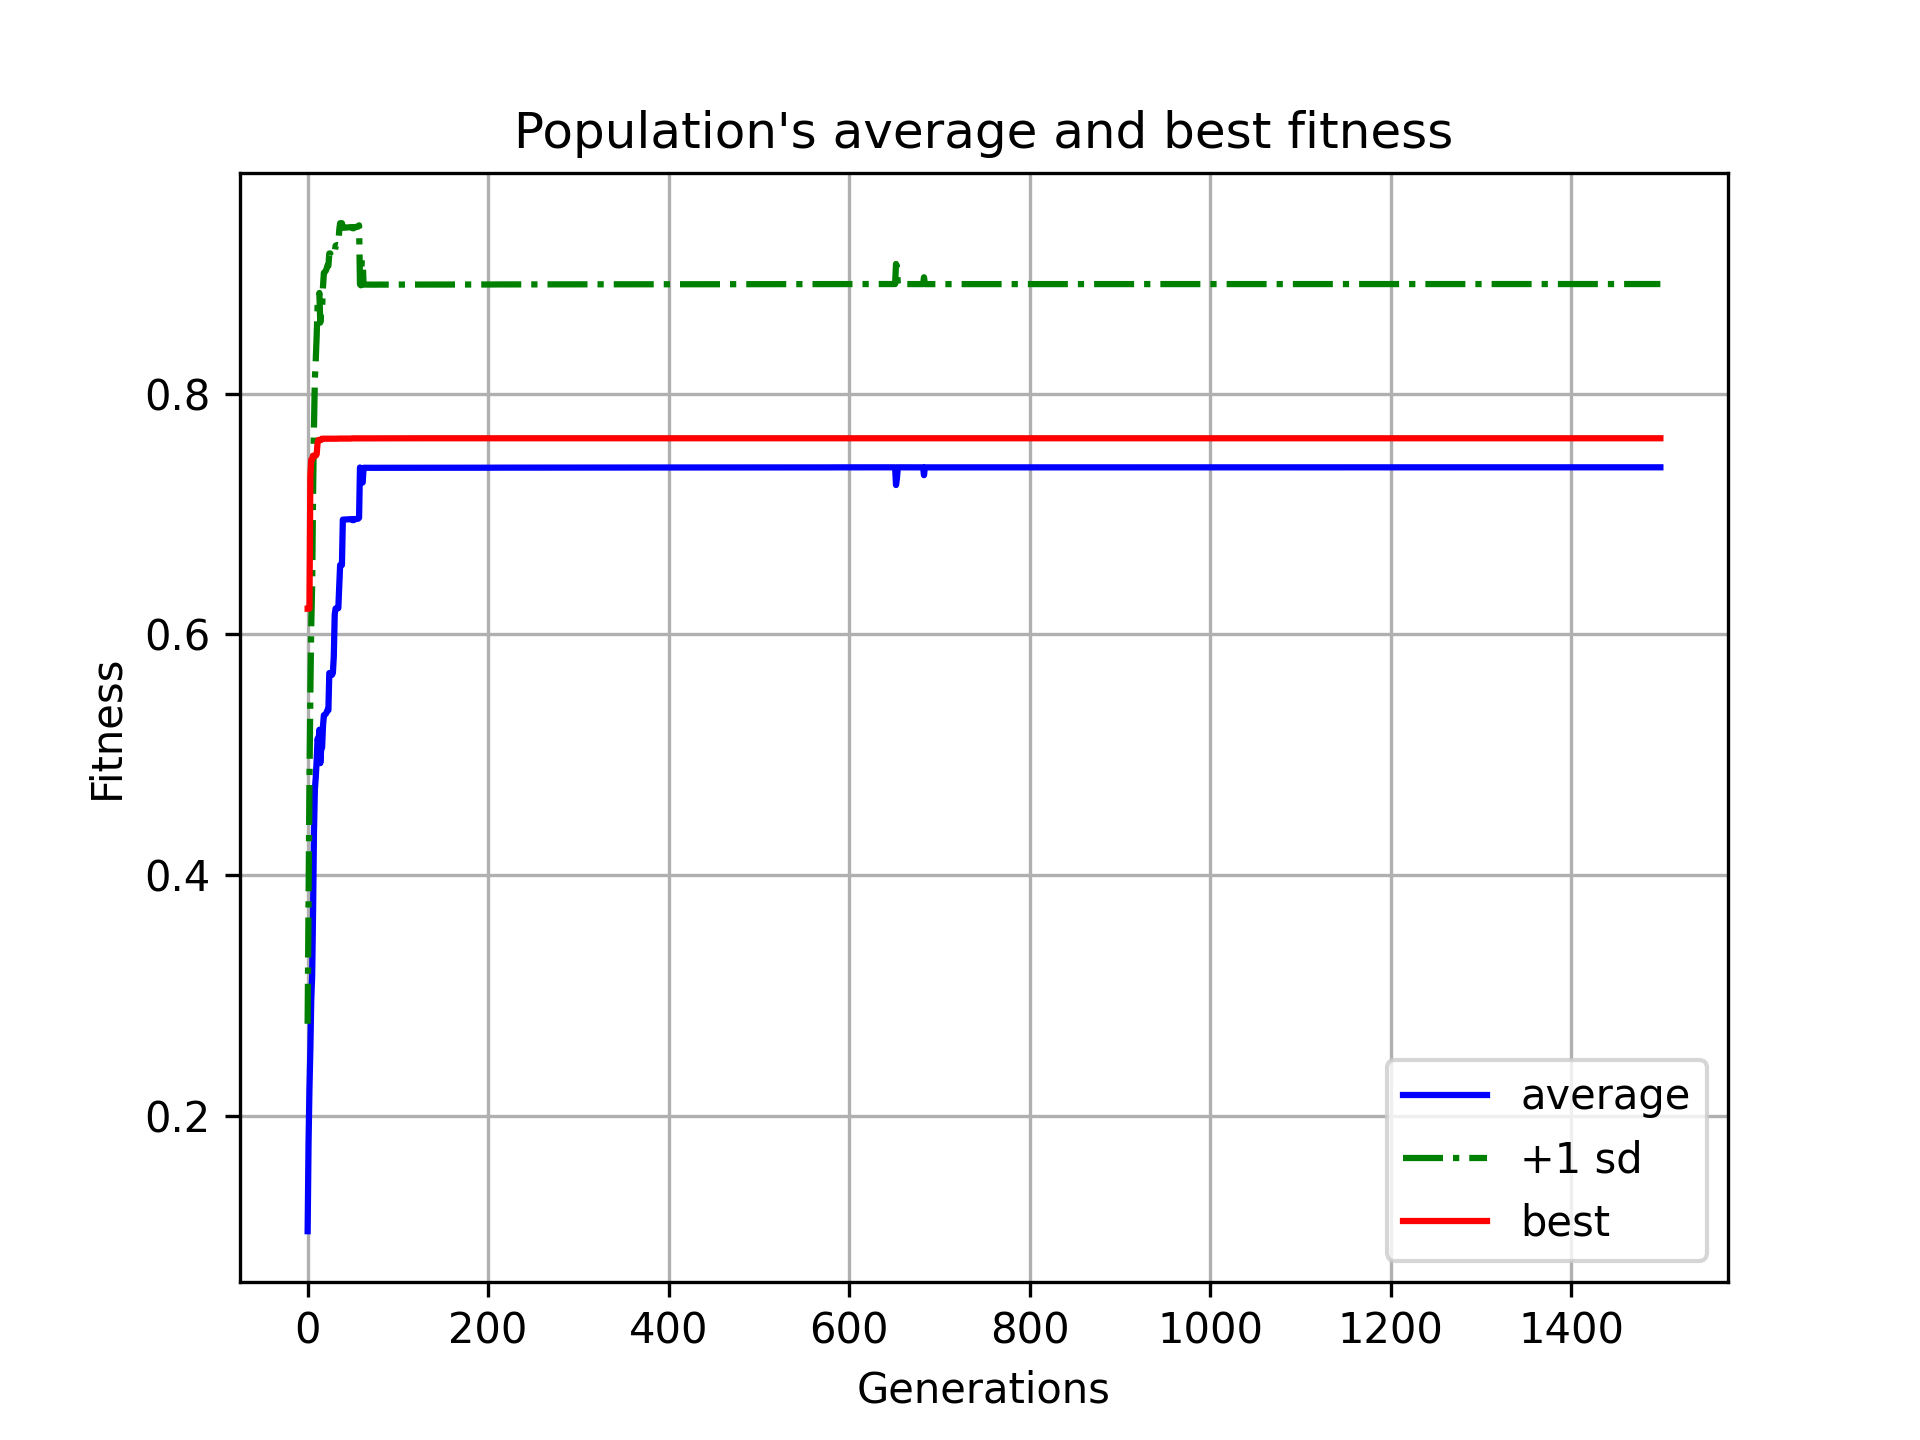 Population's average and best fitness
Fitness
0.8
0.6
0.4
0.2
0 200 400 600 800 1000 1200 1400
Generations
average
+1 sd
best